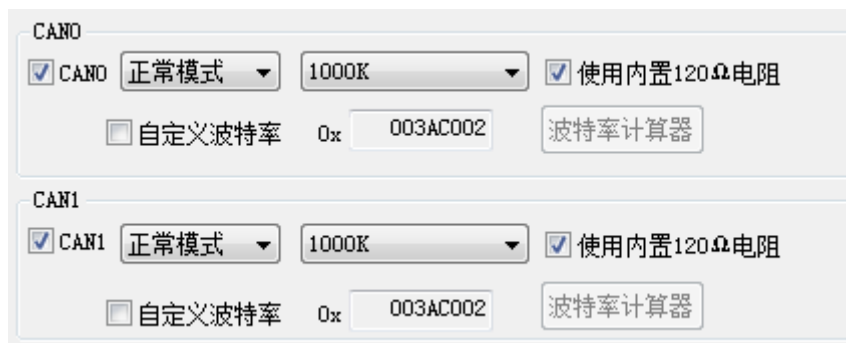 CAN0
CAN0 正常模式 1000K 使用内置120Ω电阻
自定义波特率 0x 003AC002 波特率计算器
CAN1
CAN1 正常模式 1000K 使用内置120Ω电阻
自定义波特率 0x 003AC002 波特率计算器